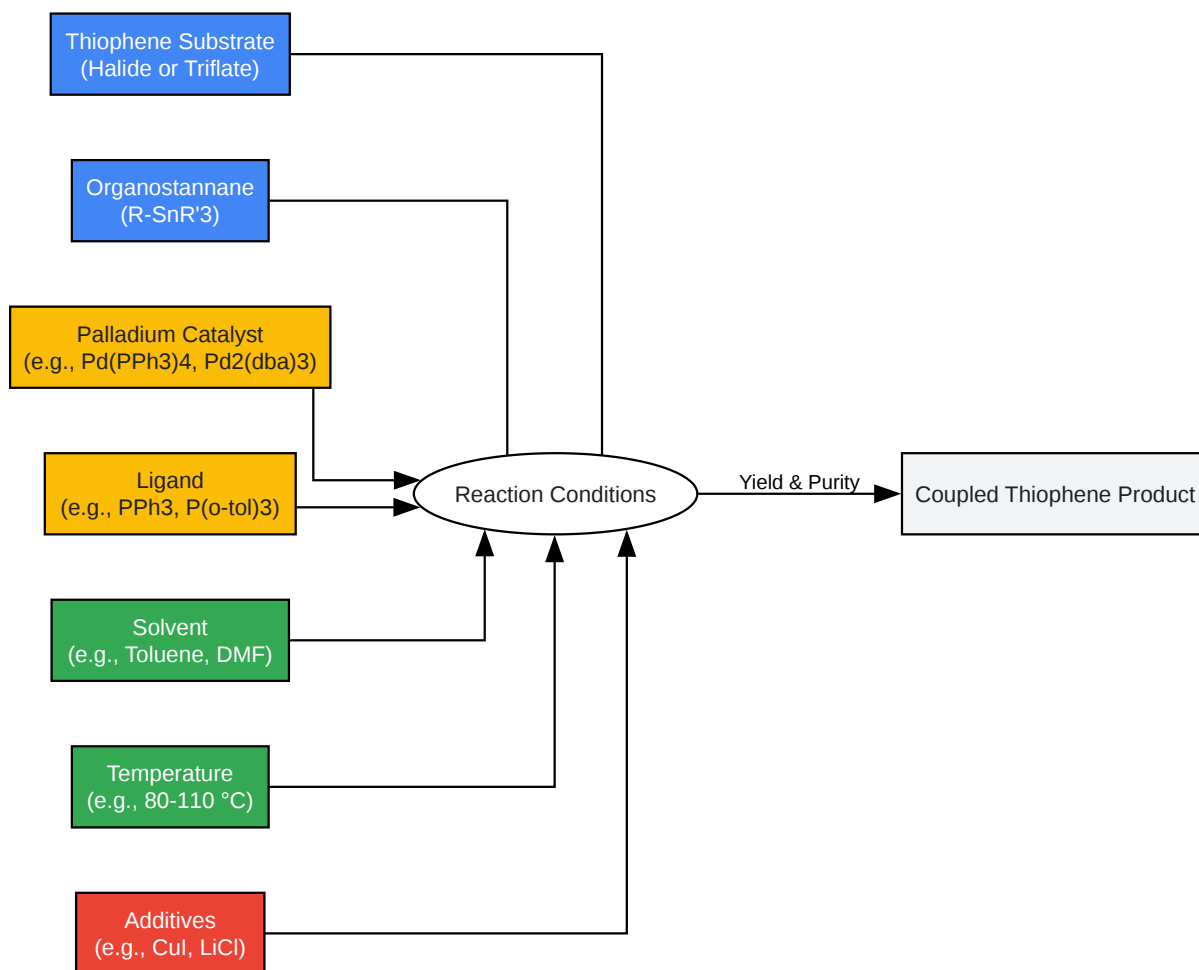 Thiophene Substrate
(Halide or Triflate)
Organostannane
(R-SnR'3)
Palladium Catalyst
(e.g., Pd(PPh3)4, Pd2(dba)3)
Ligand
(e.g., PPh3, P(o-tol)3)
Reaction Conditions
Yield & Purity
Coupled Thiophene Product
Solvent
(e.g., Toluene, DMF)
Temperature
(e.g., 80-110 °C)
Additives
(e.g., CuI, LiCl)